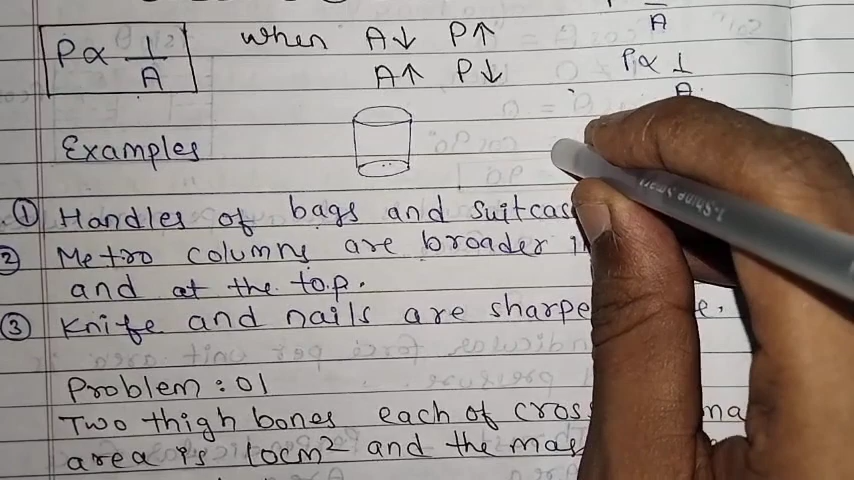 P ∝ 1/A when A↓ P↑
A↑ P↓
A
P ∝ 1/A
Examples
① Handles of bags and suitcas
② Metro columns are broader
and at the top.
③ Knife and nails are sharpe e.
Problem : 01
Two thigh bones each of cross ma
area is 10cm² and the mas